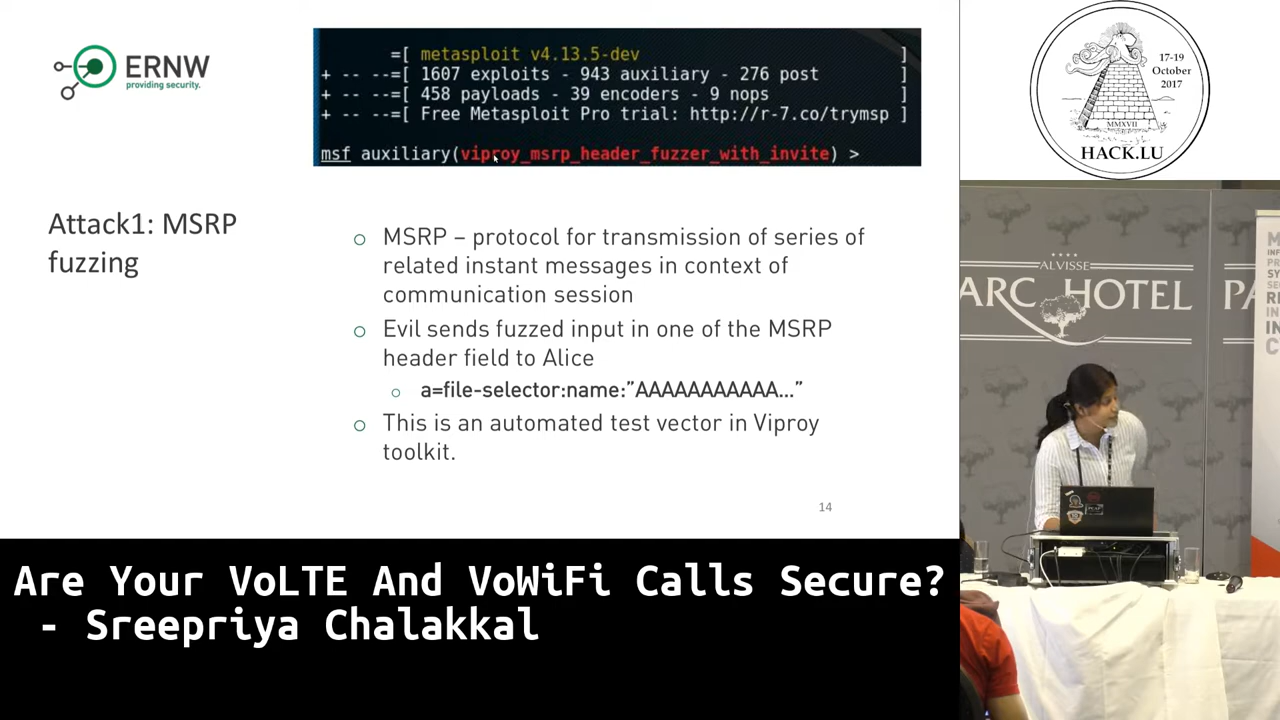 ERNW
providing security.
=[ metasploit v4.13.5-dev ]
+ -- --=[ 1607 exploits - 943 auxiliary - 276 post ]
+ -- --=[ 458 payloads - 39 encoders - 9 nops ]
+ -- --=[ Free Metasploit Pro trial: http://r-7.co/trymsp ]
msf auxiliary(viproy_msrp_header_fuzzer_with_invite) >
17-19
October
2017
MMXVII
HACK.LU
Attack1: MSRP
fuzzing
MSRP – protocol for transmission of series of
related instant messages in context of
communication session
Evil sends fuzzed input in one of the MSRP
header field to Alice
a=file-selector:name:”AAAAAAAAAAA...”
This is an automated test vector in Viproy
toolkit.
14
ALVISSE
ARC HOTEL
PA
Are Your VoLTE And VoWiFi Calls Secure?
- Sreepriya Chalakkal